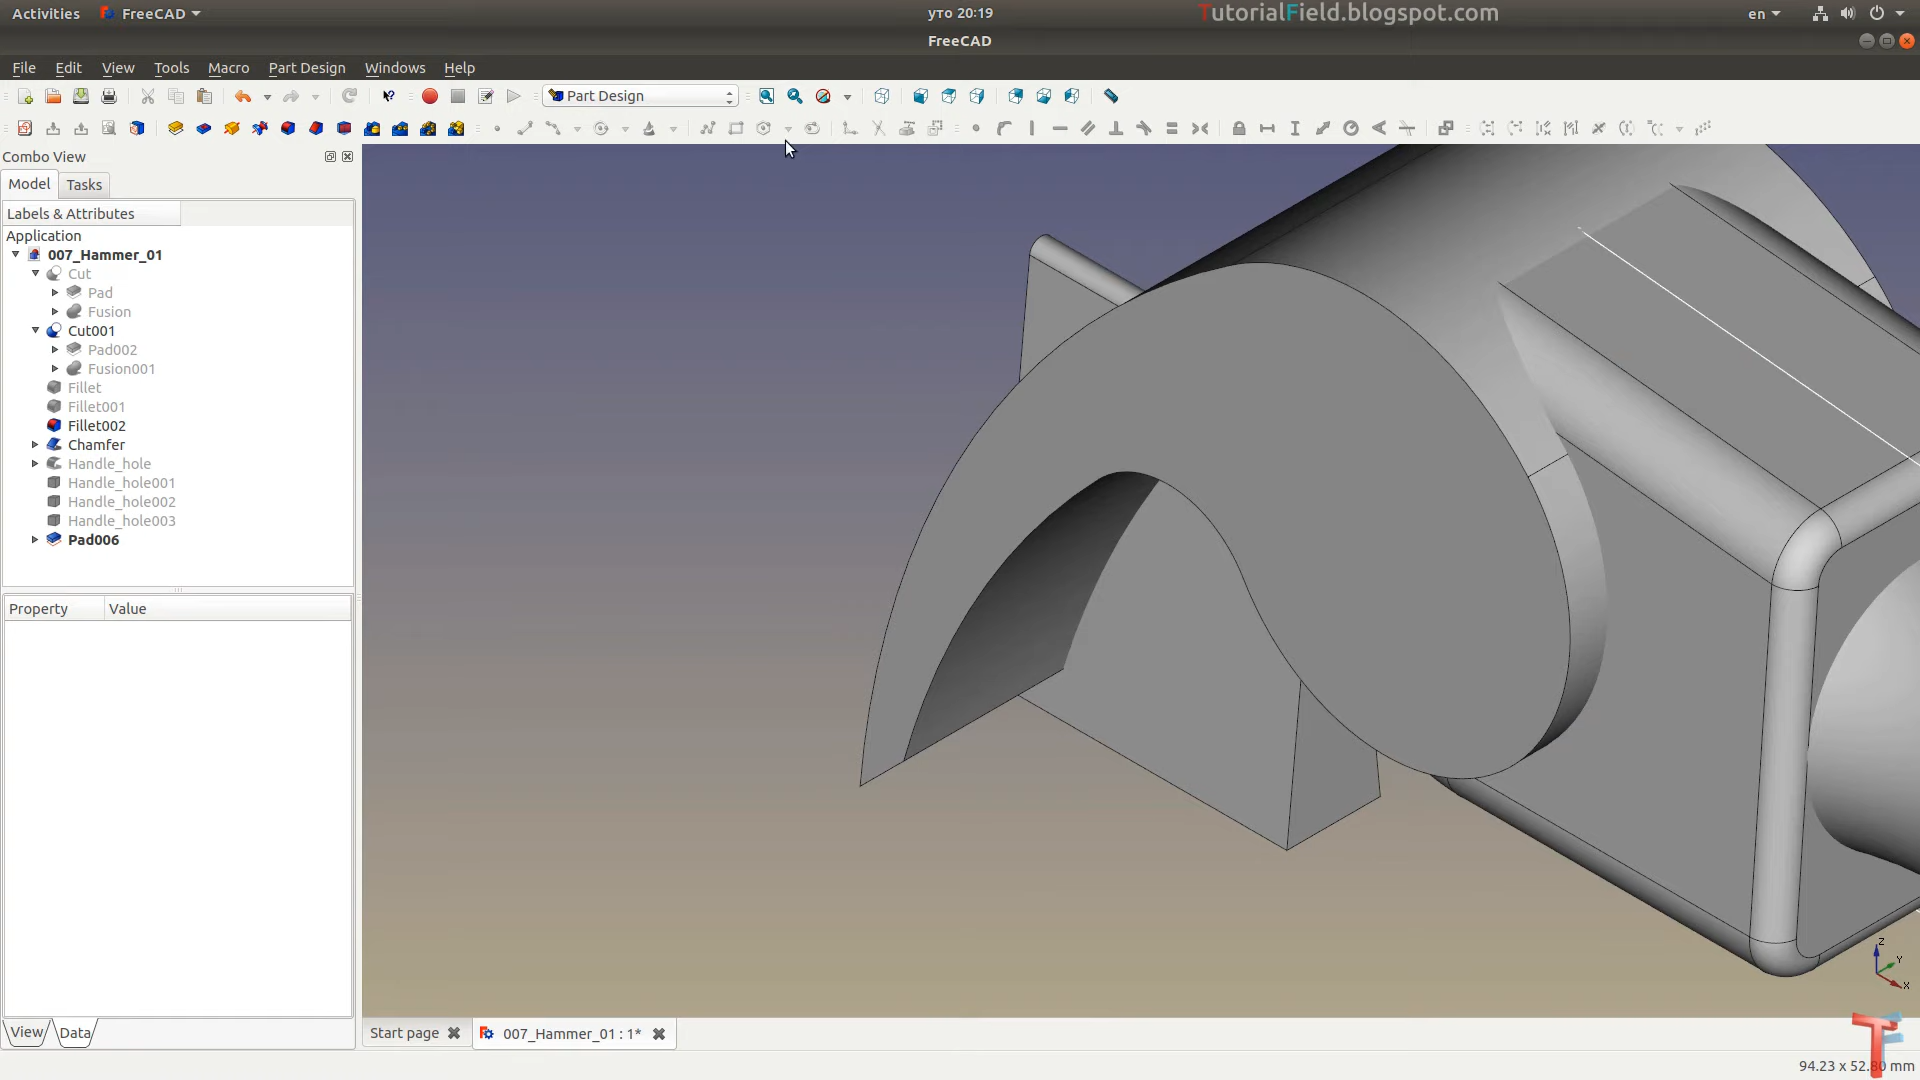 Activities FreeCAD уто 20:19 TutorialField.blogspot.com en
FreeCAD
File Edit View Tools Macro Part Design Windows Help
Part Design
Combo View
Model Tasks
Labels & Attributes
Application
007_Hammer_01
Cut
Pad
Fusion
Cut001
Pad002
Fusion001
Fillet
Fillet001
Fillet002
Chamfer
Handle_hole
Handle_hole001
Handle_hole002
Handle_hole003
Pad006
Property Value
Z
Y
X
View Data
Start page 007_Hammer_01 : 1*
TF
94.23 x 52.80 mm